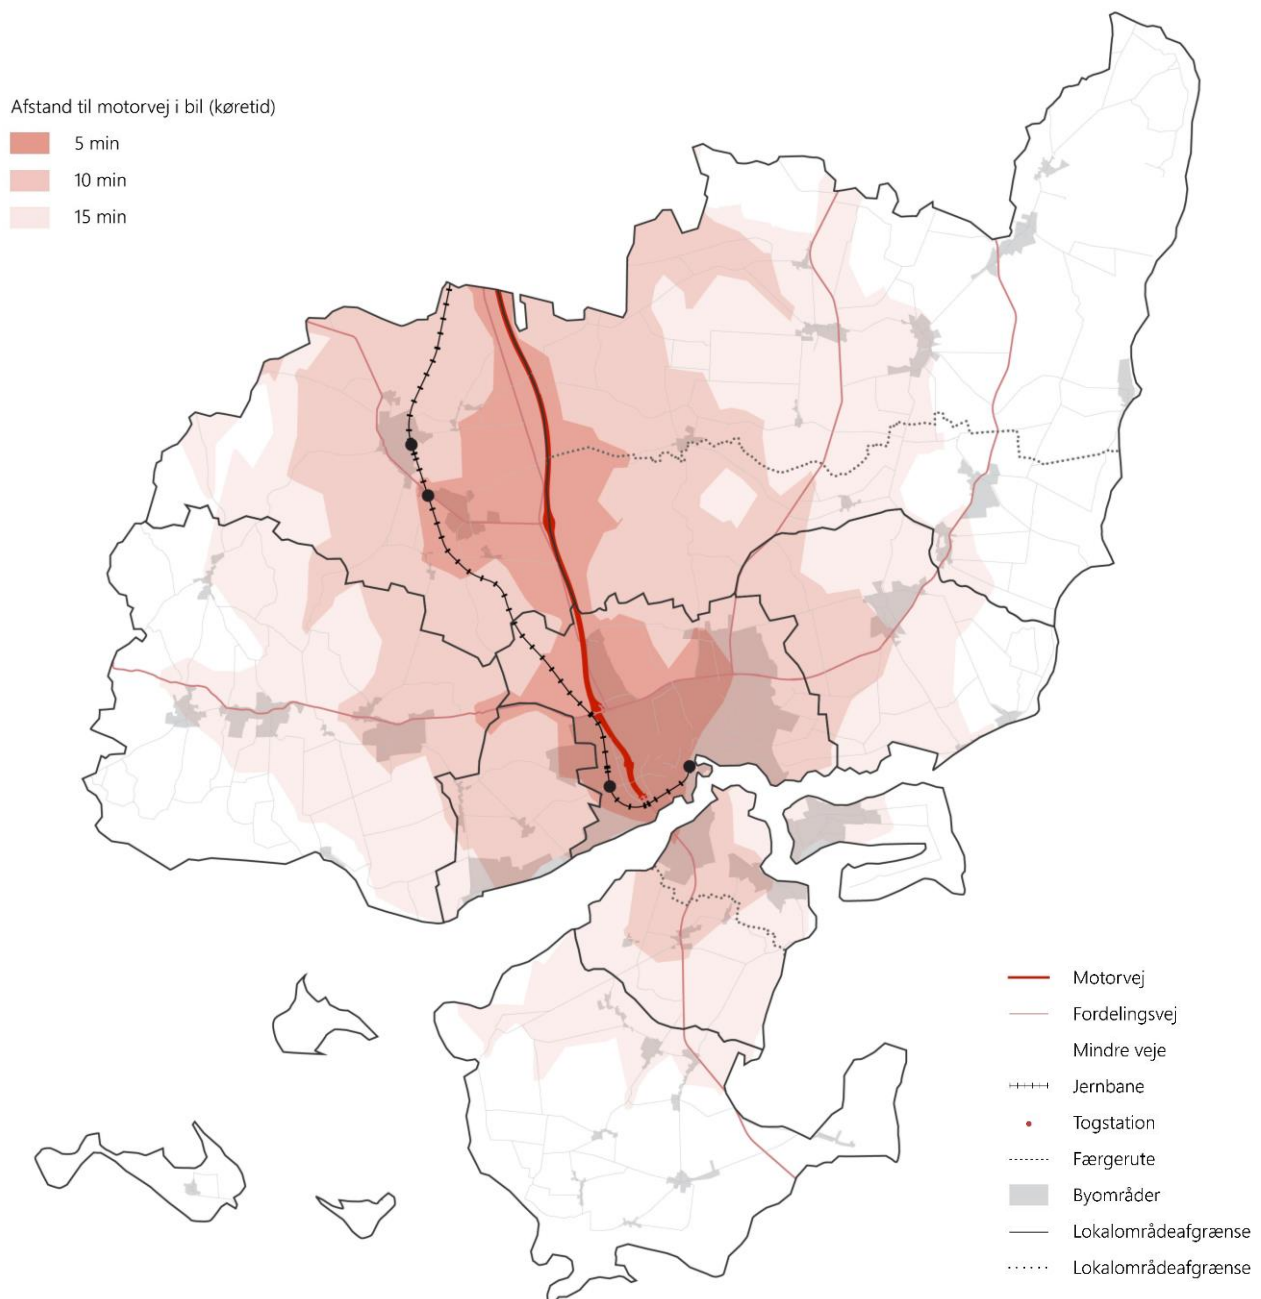 Afstand til motorvej i bil (køretid)
5 min
10 min
15 min
Motorvej
Fordelingsvej
Mindre veje
Jernbane
Togstation
Færgerute
Byområder
Lokalområdeafgrænse
Lokalområdeafgrænse